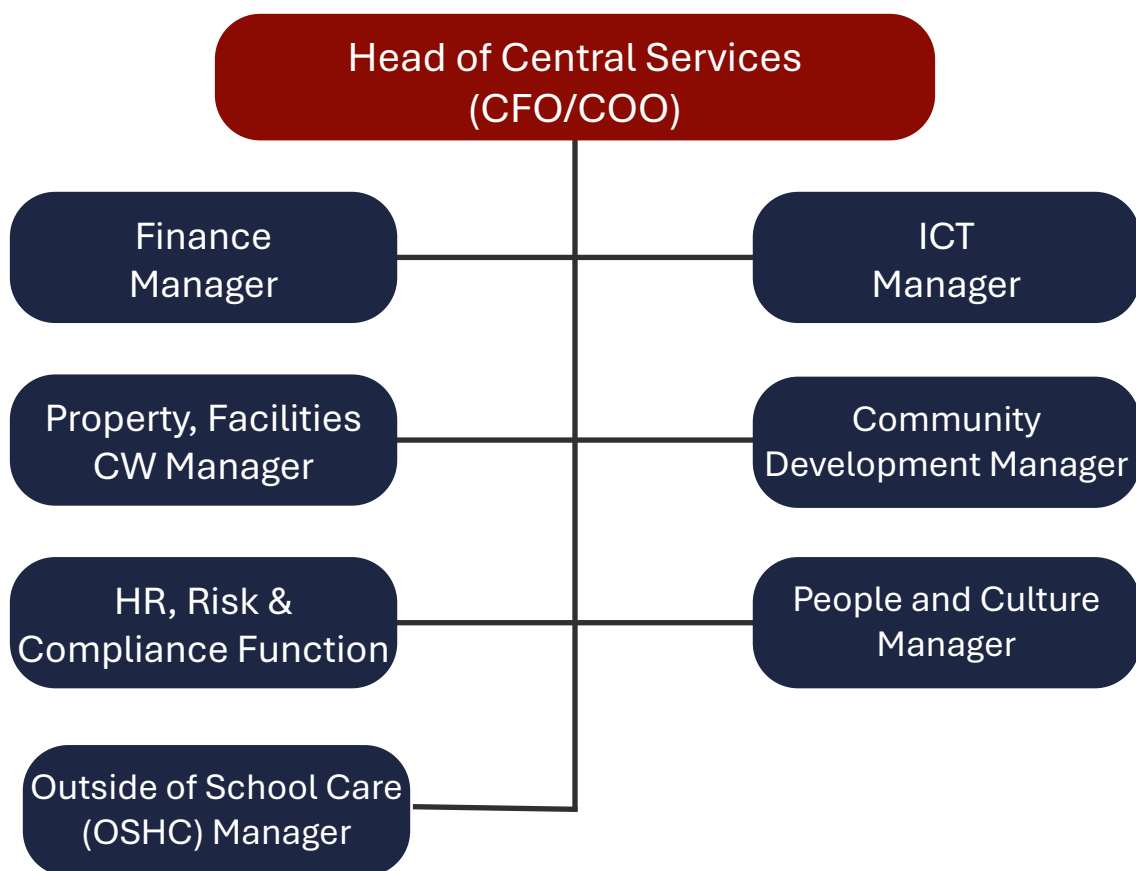 Head of Central Services
(CFO/COO)
Finance
Manager
ICT
Manager
Property, Facilities
CW Manager
Community
Development Manager
HR, Risk &
Compliance Function
People and Culture
Manager
Outside of School Care
(OSHC) Manager